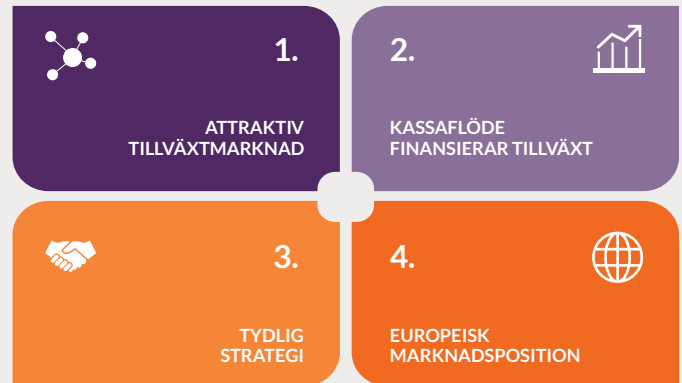 1.
ATTRAKTIV
TILLVÄXTMARKNAD
2.
KASSAFLÖDE
FINANSIERAR TILLVÄXT
3.
TYDLIG
STRATEGI
4.
EUROPEISK
MARKNADSPOSITION